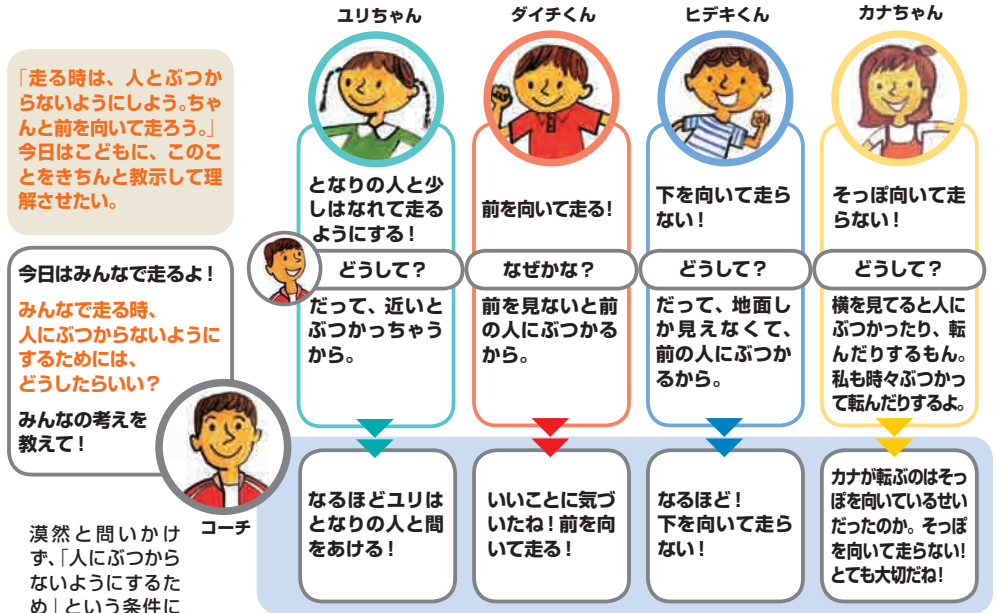 「走る時は、人とぶつか
らないようにしよう。ちゃ
んと前を向いて走ろう。」
今日はこどもに、このこ
とをきちんと教示して理
解させたい。
今日はみんなで走るよ！
みんなで走る時、
人にぶつからないように
するためには、
どうしたらいい？
みんなの考えを
教えて！
コーチ
漠然と問いかけ
ず、「人にぶつから
ないようにするた
め」という条件に
ユリちゃん
となりの人と少
しはなれて走る
ようにする！
どうして？
だって、近いと
ぶつかっちゃう
から。
なるほどユリは
となりの人と間
をあける！
ダイチくん
前を向いて走る！
なぜかな？
前を見ないと前
の人にぶつかる
から。
いいことに気づ
いたね！前を向
いて走る！
ヒデキくん
下を向いて走ら
ない！
どうして？
だって、地面し
か見えなくて、
前の人にぶつか
るから。
なるほど！
下を向いて走ら
ない！
カナちゃん
そっぽ向いて走
らない！
どうして？
横を見てると人に
ぶつかったり、転
んだりするもん。
私も時々ぶつかっ
て転んだりするよ。
カナが転ぶのはそっ
ぽを向いているせい
だったのか。そっぽ
を向いて走らない！
とても大切だね！